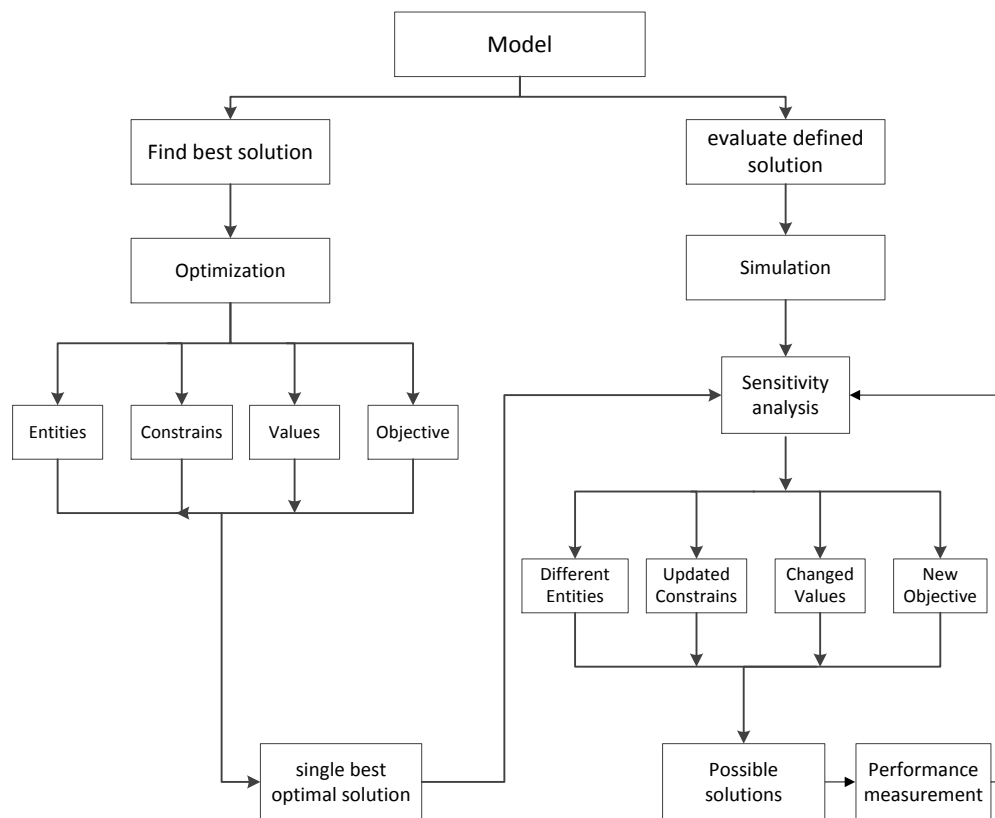 Model
Find best solution
evaluate defined
solution
Optimization
Simulation
Sensitivity
analysis
Entities
Constrains
Values
Objective
Different
Entities
Updated
Constrains
Changed
Values
New
Objective
single best
optimal solution
Possible
solutions
Performance
measurement